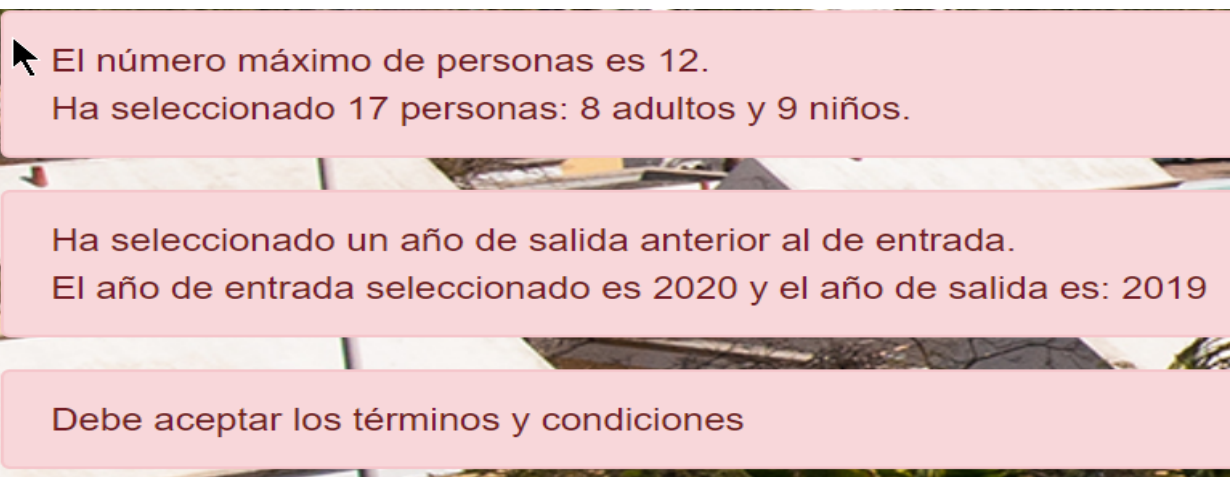 El número máximo de personas es 12.
Ha seleccionado 17 personas: 8 adultos y 9 niños.
Ha seleccionado un año de salida anterior al de entrada.
El año de entrada seleccionado es 2020 y el año de salida es: 2019
Debe aceptar los términos y condiciones